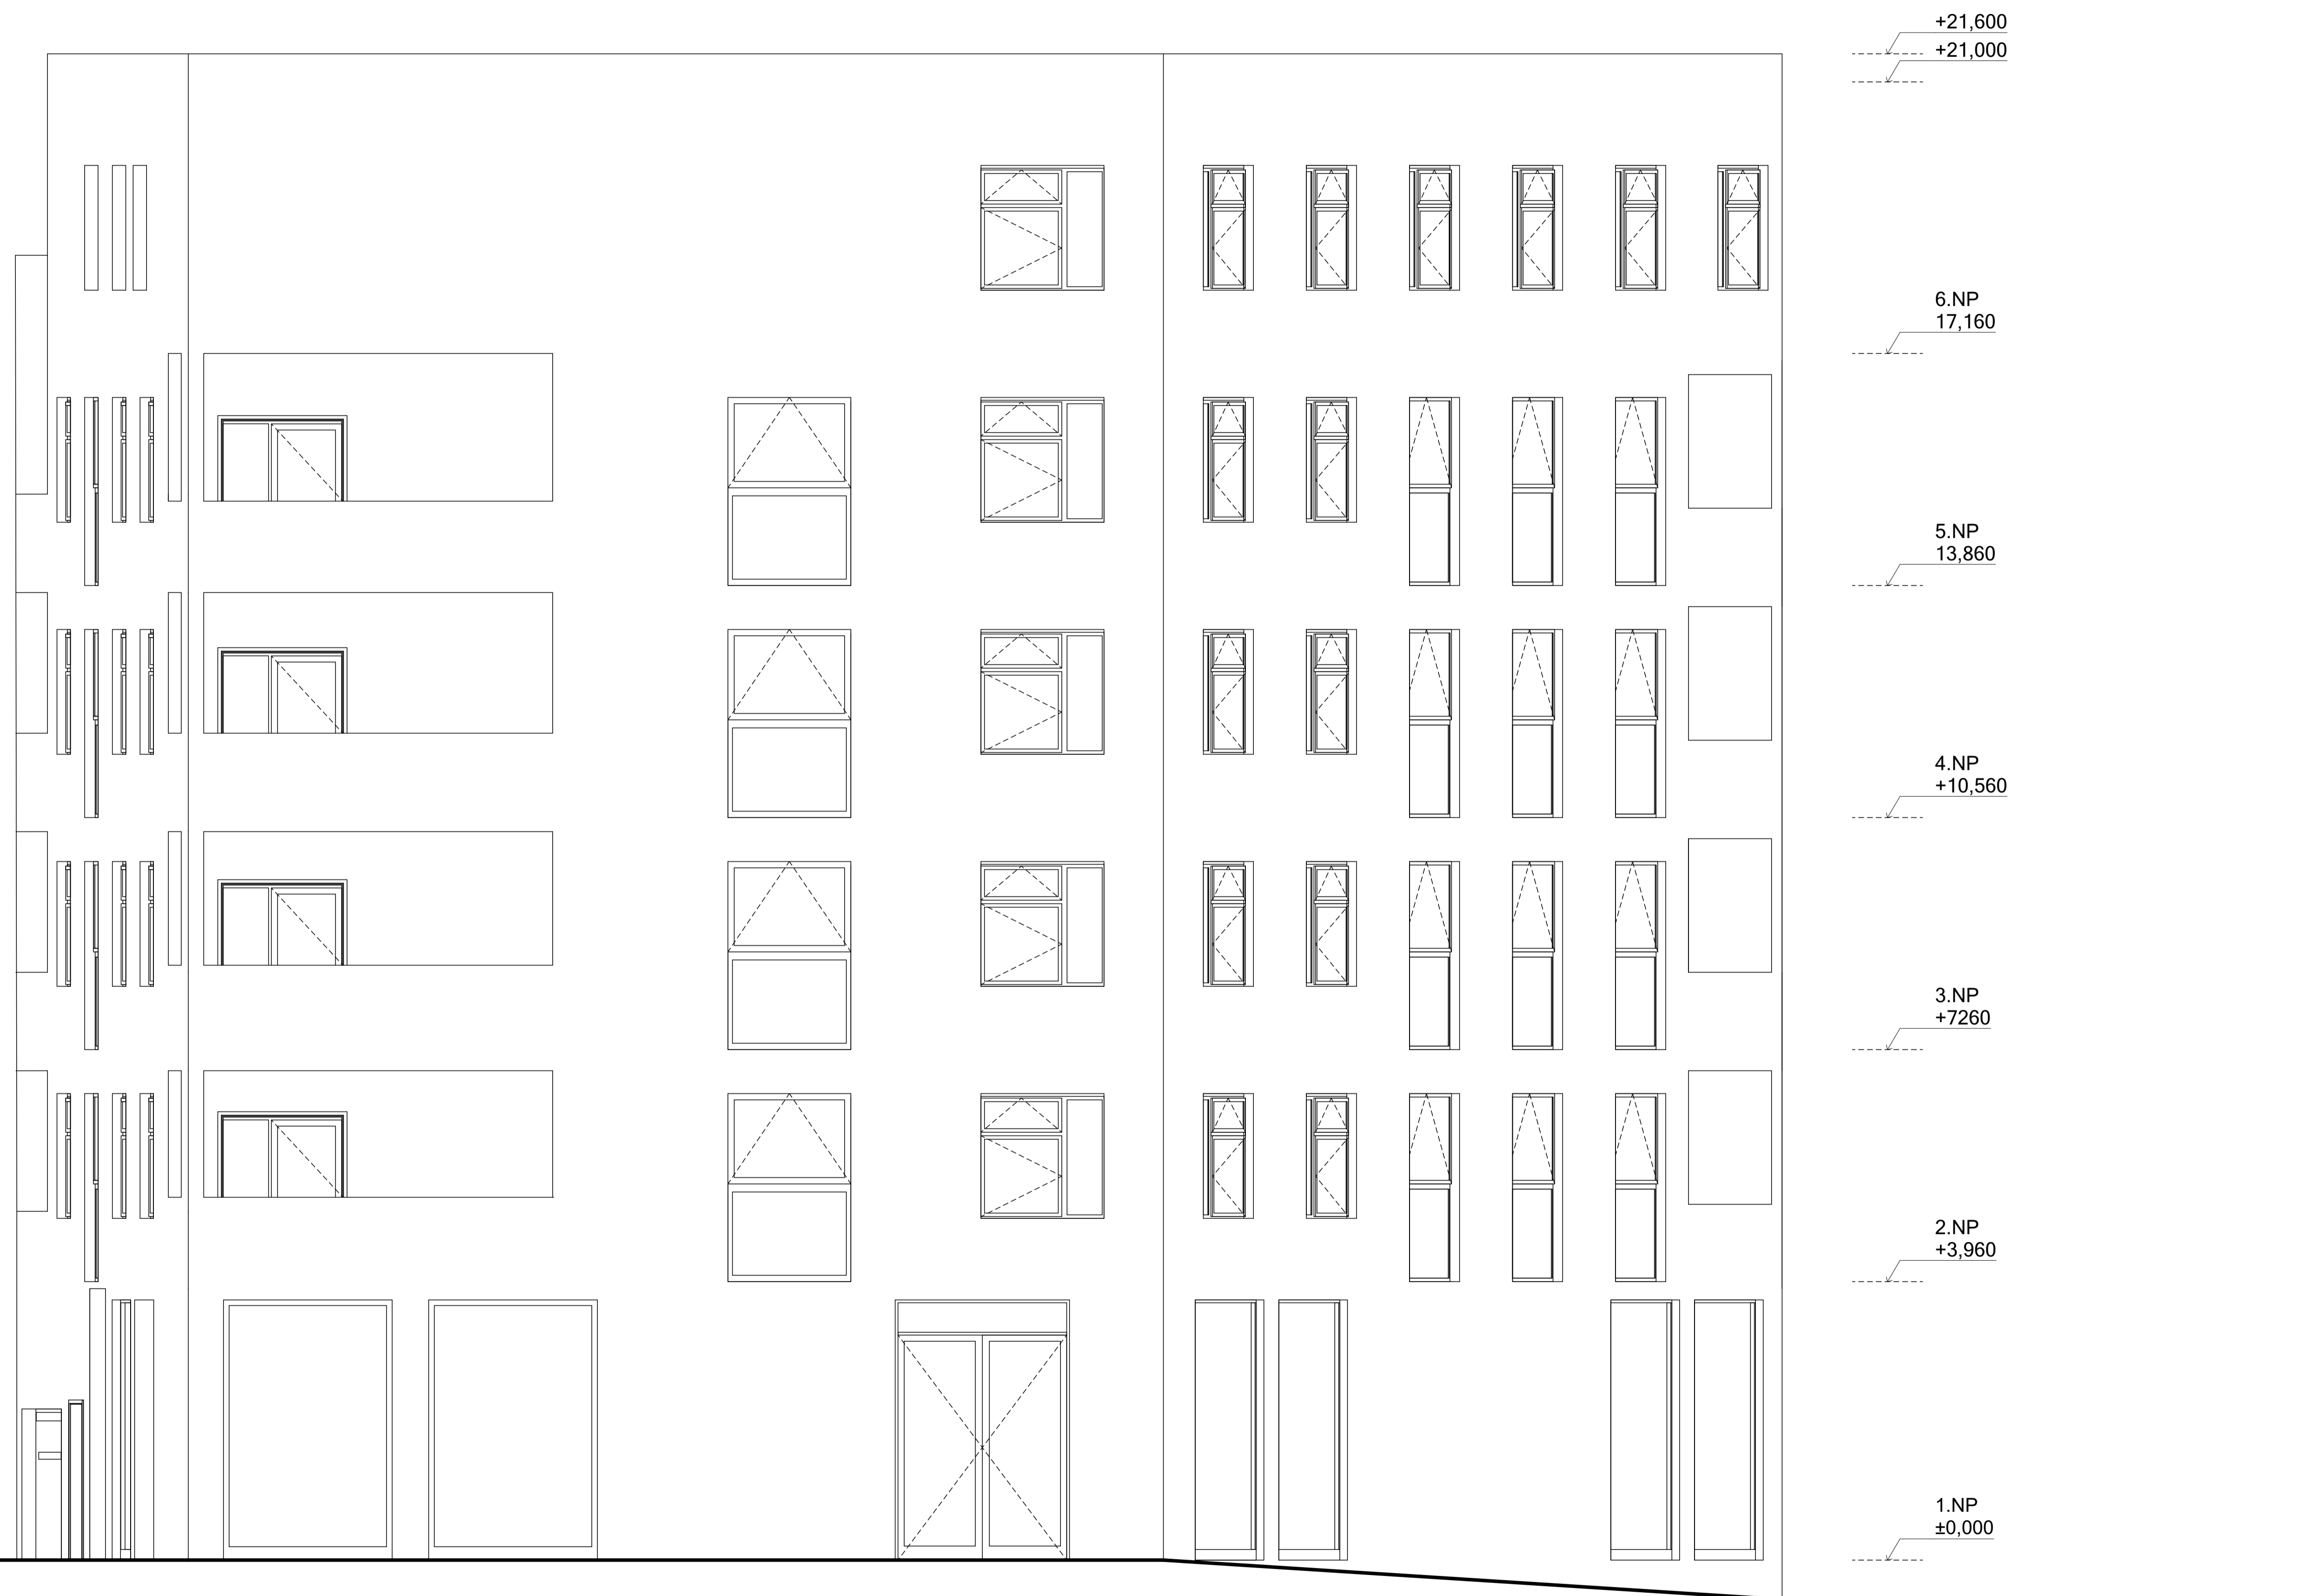 +21,600
+21,000
6.NP
17,160
5.NP
13,860
4.NP
+10,560
3.NP
+7260
2.NP
+3,960
1.NP
±0,000